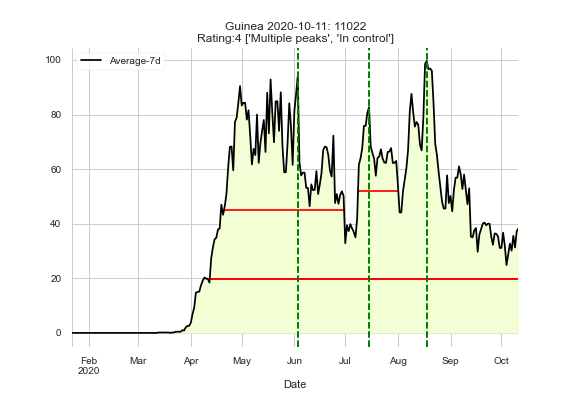 Guinea 2020-10-11: 11022
Rating:4 ['Multiple peaks', 'In control']
Average-7d
100
80
60
40
20
0
Feb Mar Apr May Jun Jul Aug Sep Oct
2020
Date